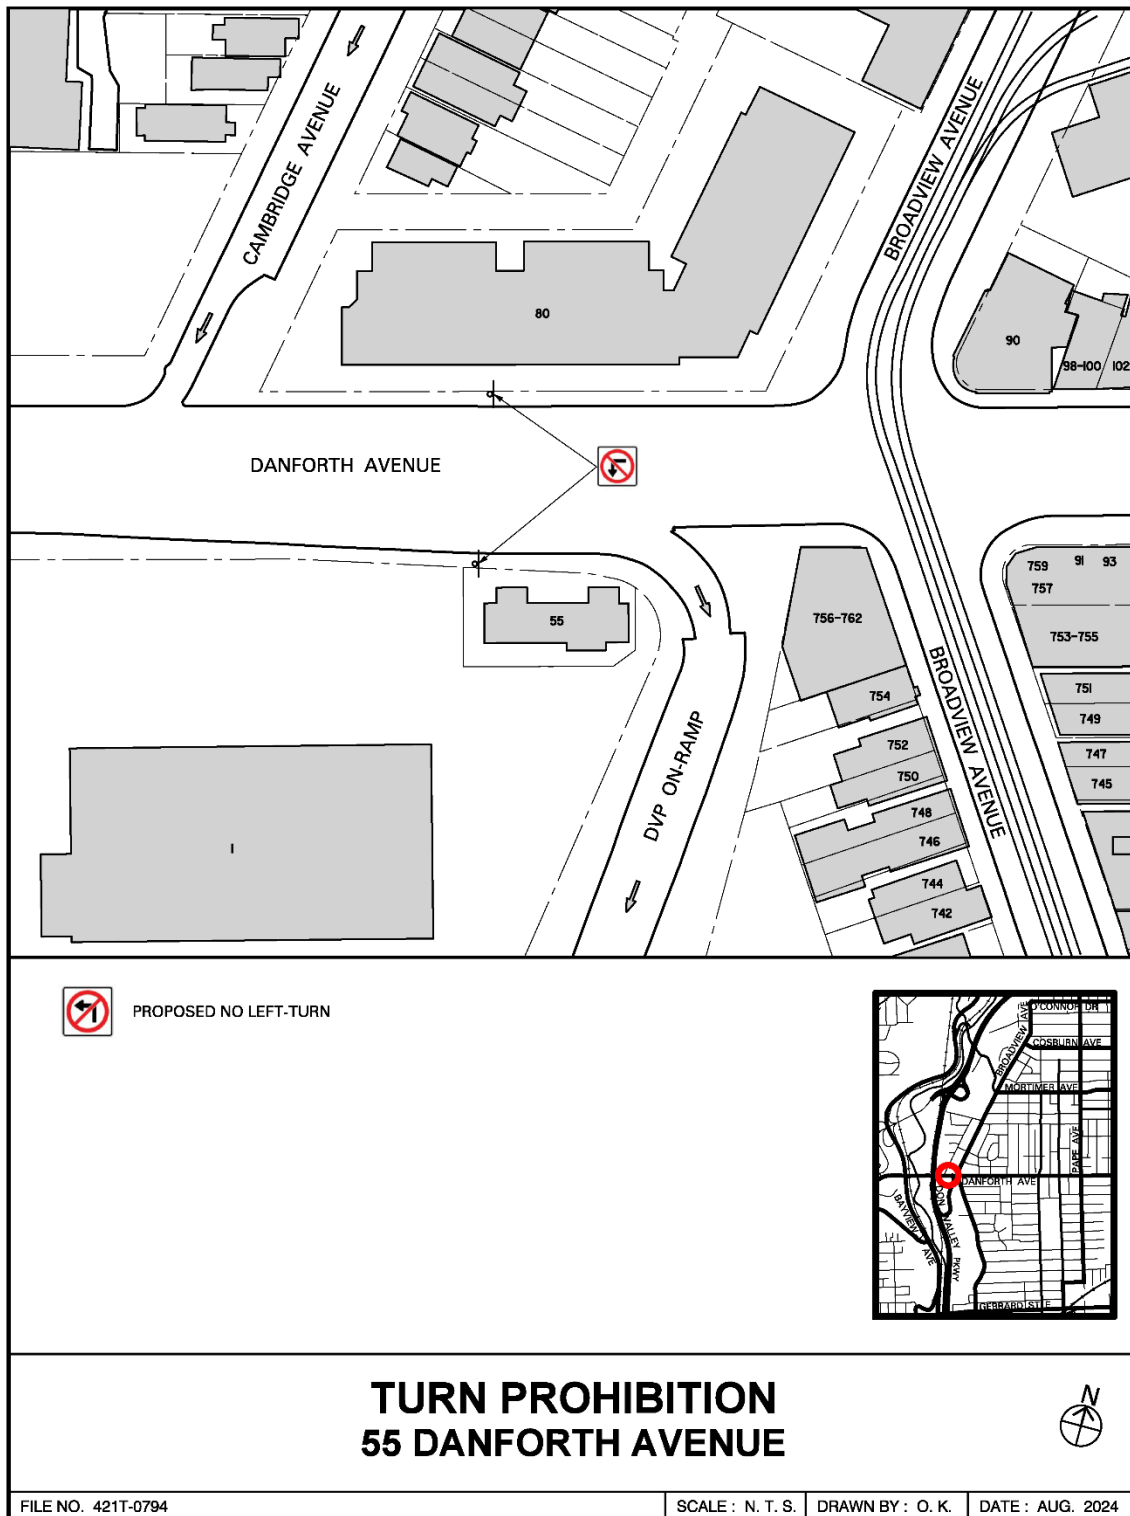 CAMBRIDGE AVENUE
BROADVIEW AVENUE
80
90
98-100
102
DANFORTH AVENUE
55
756-762
759
91
93
757
753-755
754
751
749
752
750
747
745
748
746
744
742
BROADVIEW AVENUE
DVP ON-RAMP
1
PROPOSED NO LEFT-TURN
O'CONNOR DR
BROADVIEW AVE
COSBURN AVE
MORTIMER AVE
PAPE AVE
DANFORTH AVE
DON VALLEY PKWY
BAYVIEW AVE
GERRARD ST E
TURN PROHIBITION
55 DANFORTH AVENUE
N
FILE NO. 421T-0794
SCALE : N. T. S.
DRAWN BY : O. K.
DATE : AUG. 2024